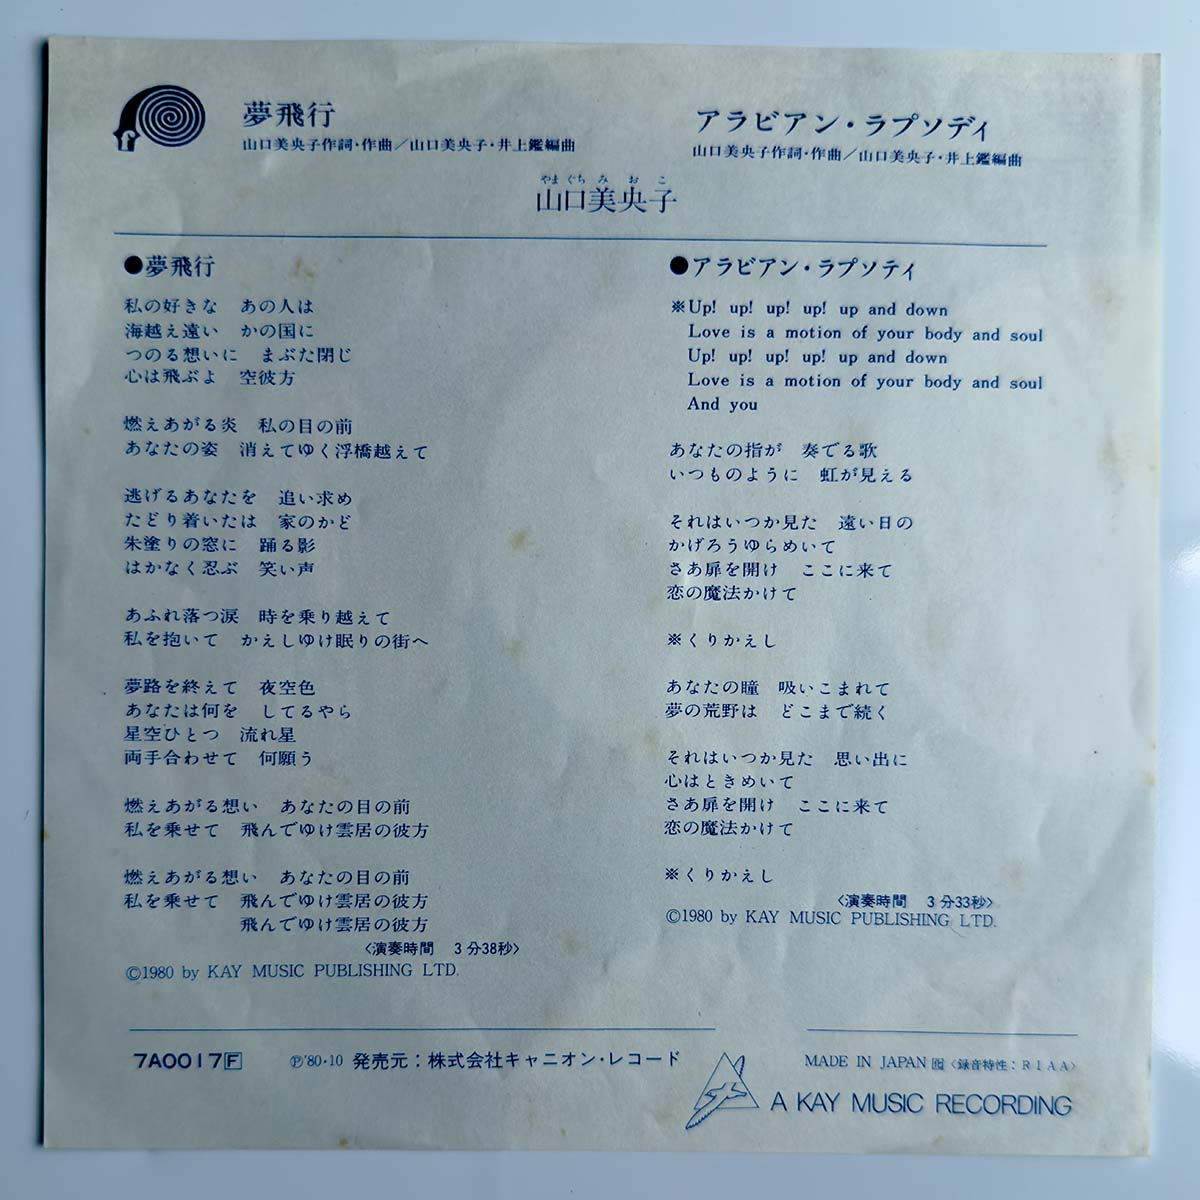 夢飛行
山口美央子作詞・作曲／山口美央子・井上鑑編曲
アラビアン・ラプソディ
山口美央子作詞・作曲／山口美央子・井上鑑編曲
やまぐちみおこ
山口美央子
●夢飛行
私の好きな　あの人は
海越え遠い　かの国に
つのる想いに　まぶた閉じ
心は飛ぶよ　空彼方
燃えあがる炎　私の目の前
あなたの姿　消えてゆく浮橋越えて
逃げるあなたを　追い求め
たどり着いたは　家のかど
朱塗りの窓に　踊る影
はかなく忍ぶ　笑い声
あふれ落つ涙　時を乗り越えて
私を抱いて　かえしゆけ眠りの街へ
夢路を終えて　夜空色
あなたは何を　してるやら
星空ひとつ　流れ星
両手合わせて　何願う
燃えあがる想い　あなたの目の前
私を乗せて　飛んでゆけ雲居の彼方
燃えあがる想い　あなたの目の前
私を乗せて　飛んでゆけ雲居の彼方
飛んでゆけ雲居の彼方
〈演奏時間　3分38秒〉
©1980 by KAY MUSIC PUBLISHING LTD.
●アラビアン・ラプソティ
※Up! up! up! up! up and down
Love is a motion of your body and soul
Up! up! up! up! up and down
Love is a motion of your body and soul
And you
あなたの指が　奏でる歌
いつものように　虹が見える
それはいつか見た　遠い日の
かげろうゆらめいて
さあ扉を開け　ここに来て
恋の魔法かけて
※くりかえし
あなたの瞳　吸いこまれて
夢の荒野は　どこまで続く
それはいつか見た　思い出に
心はときめいて
さあ扉を開け　ここに来て
恋の魔法かけて
※くりかえし
〈演奏時間　3分33秒〉
©1980 by KAY MUSIC PUBLISHING LTD.
7A0017F
Ⓟ'80・10 発売元：株式会社キャニオン・レコード
MADE IN JAPAN 〈録音特性：RIAA〉
A KAY MUSIC RECORDING